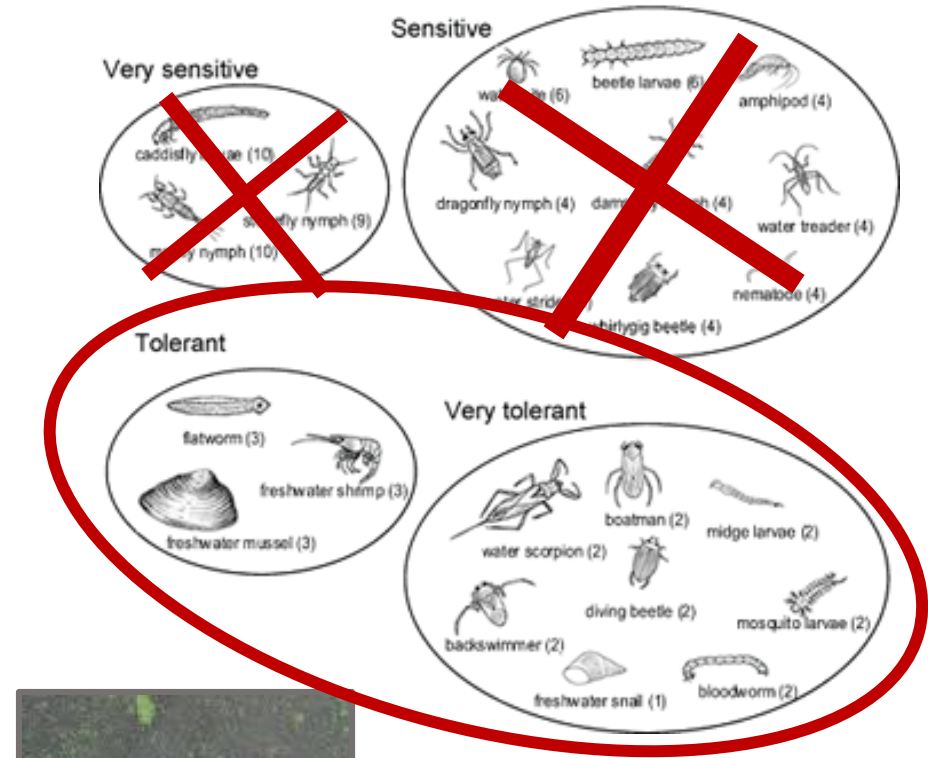 Sensitive
Very sensitive
beetle larvae (6)
(6)
amphipod (4)
caddisfly (10)
dragonfly nymph (4)
(4)
nymph (9)
water treader (4)
nymph (10)
nematode (4)
whirlygig beetle (4)
Tolerant
Very tolerant
flatworm (3)
freshwater shrimp (3)
boatman (2)
midge larvae (2)
freshwater mussel (3)
water scorpion (2)
diving beetle (2)
mosquito larvae (2)
backswimmer (2)
freshwater snail (1)
bloodworm (2)